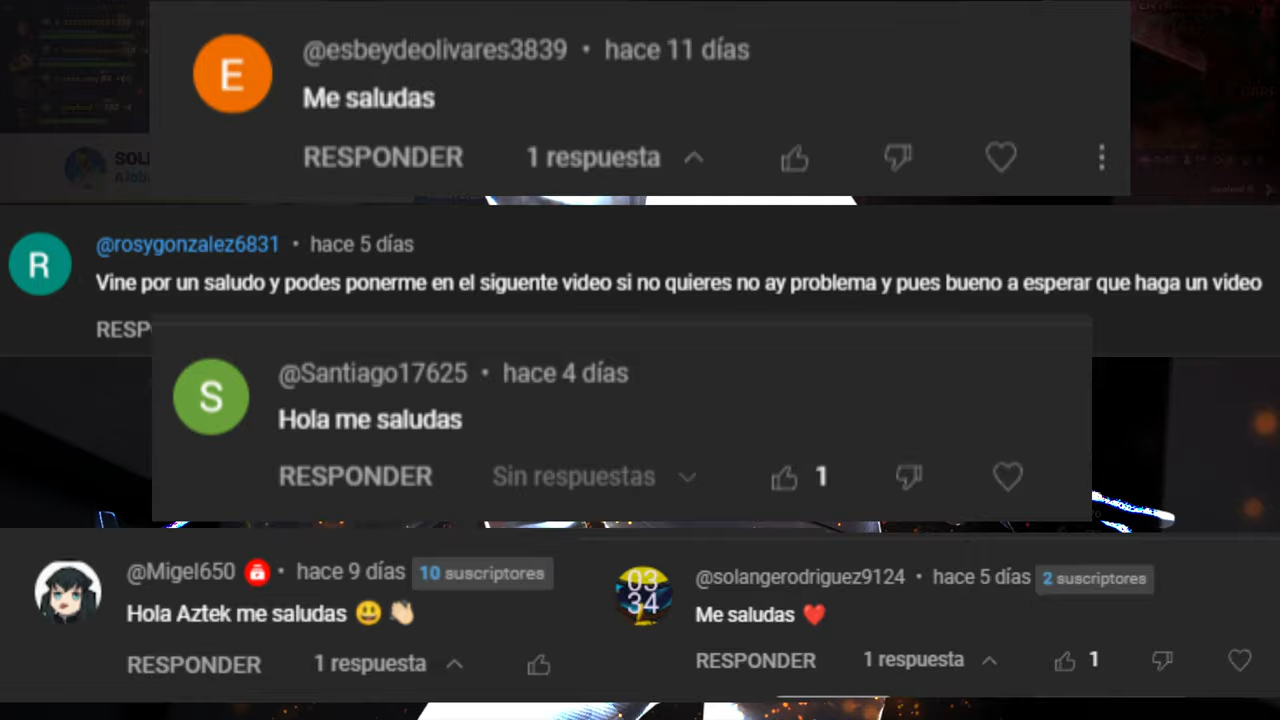 E
@esbeydeolivares3839 • hace 11 días
Me saludas
RESPONDER 1 respuesta
R
@rosygonzalez6831 • hace 5 días
Vine por un saludo y podes ponerme en el siguente video si no quieres no ay problema y pues bueno a esperar que haga un video
RESP
S
@Santiago17625 • hace 4 días
Hola me saludas
RESPONDER Sin respuestas 1
@Migel650 • hace 9 días 10 suscriptores
Hola Aztek me saludas 😃 👏🏻
RESPONDER 1 respuesta
03
34
@solangerodriguez9124 • hace 5 días 2 suscriptores
Me saludas ❤️
RESPONDER 1 respuesta 1